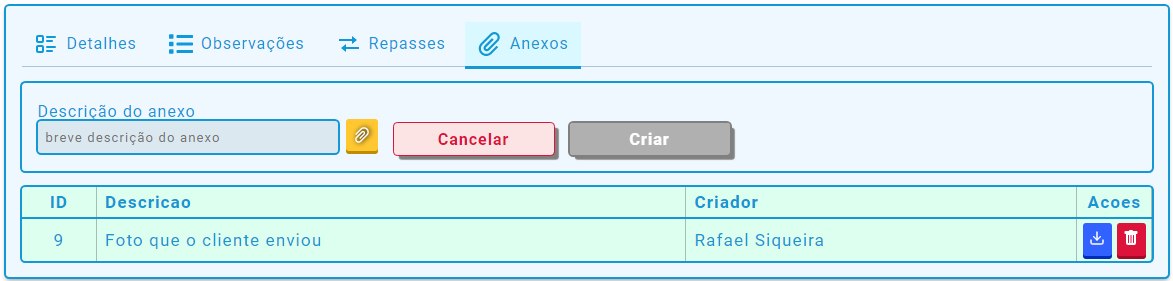 Detalhes Observações Repasses Anexos
Descrição do anexo
breve descrição do anexo Cancelar Criar
ID Descricao Criador Acoes
9 Foto que o cliente enviou Rafael Siqueira